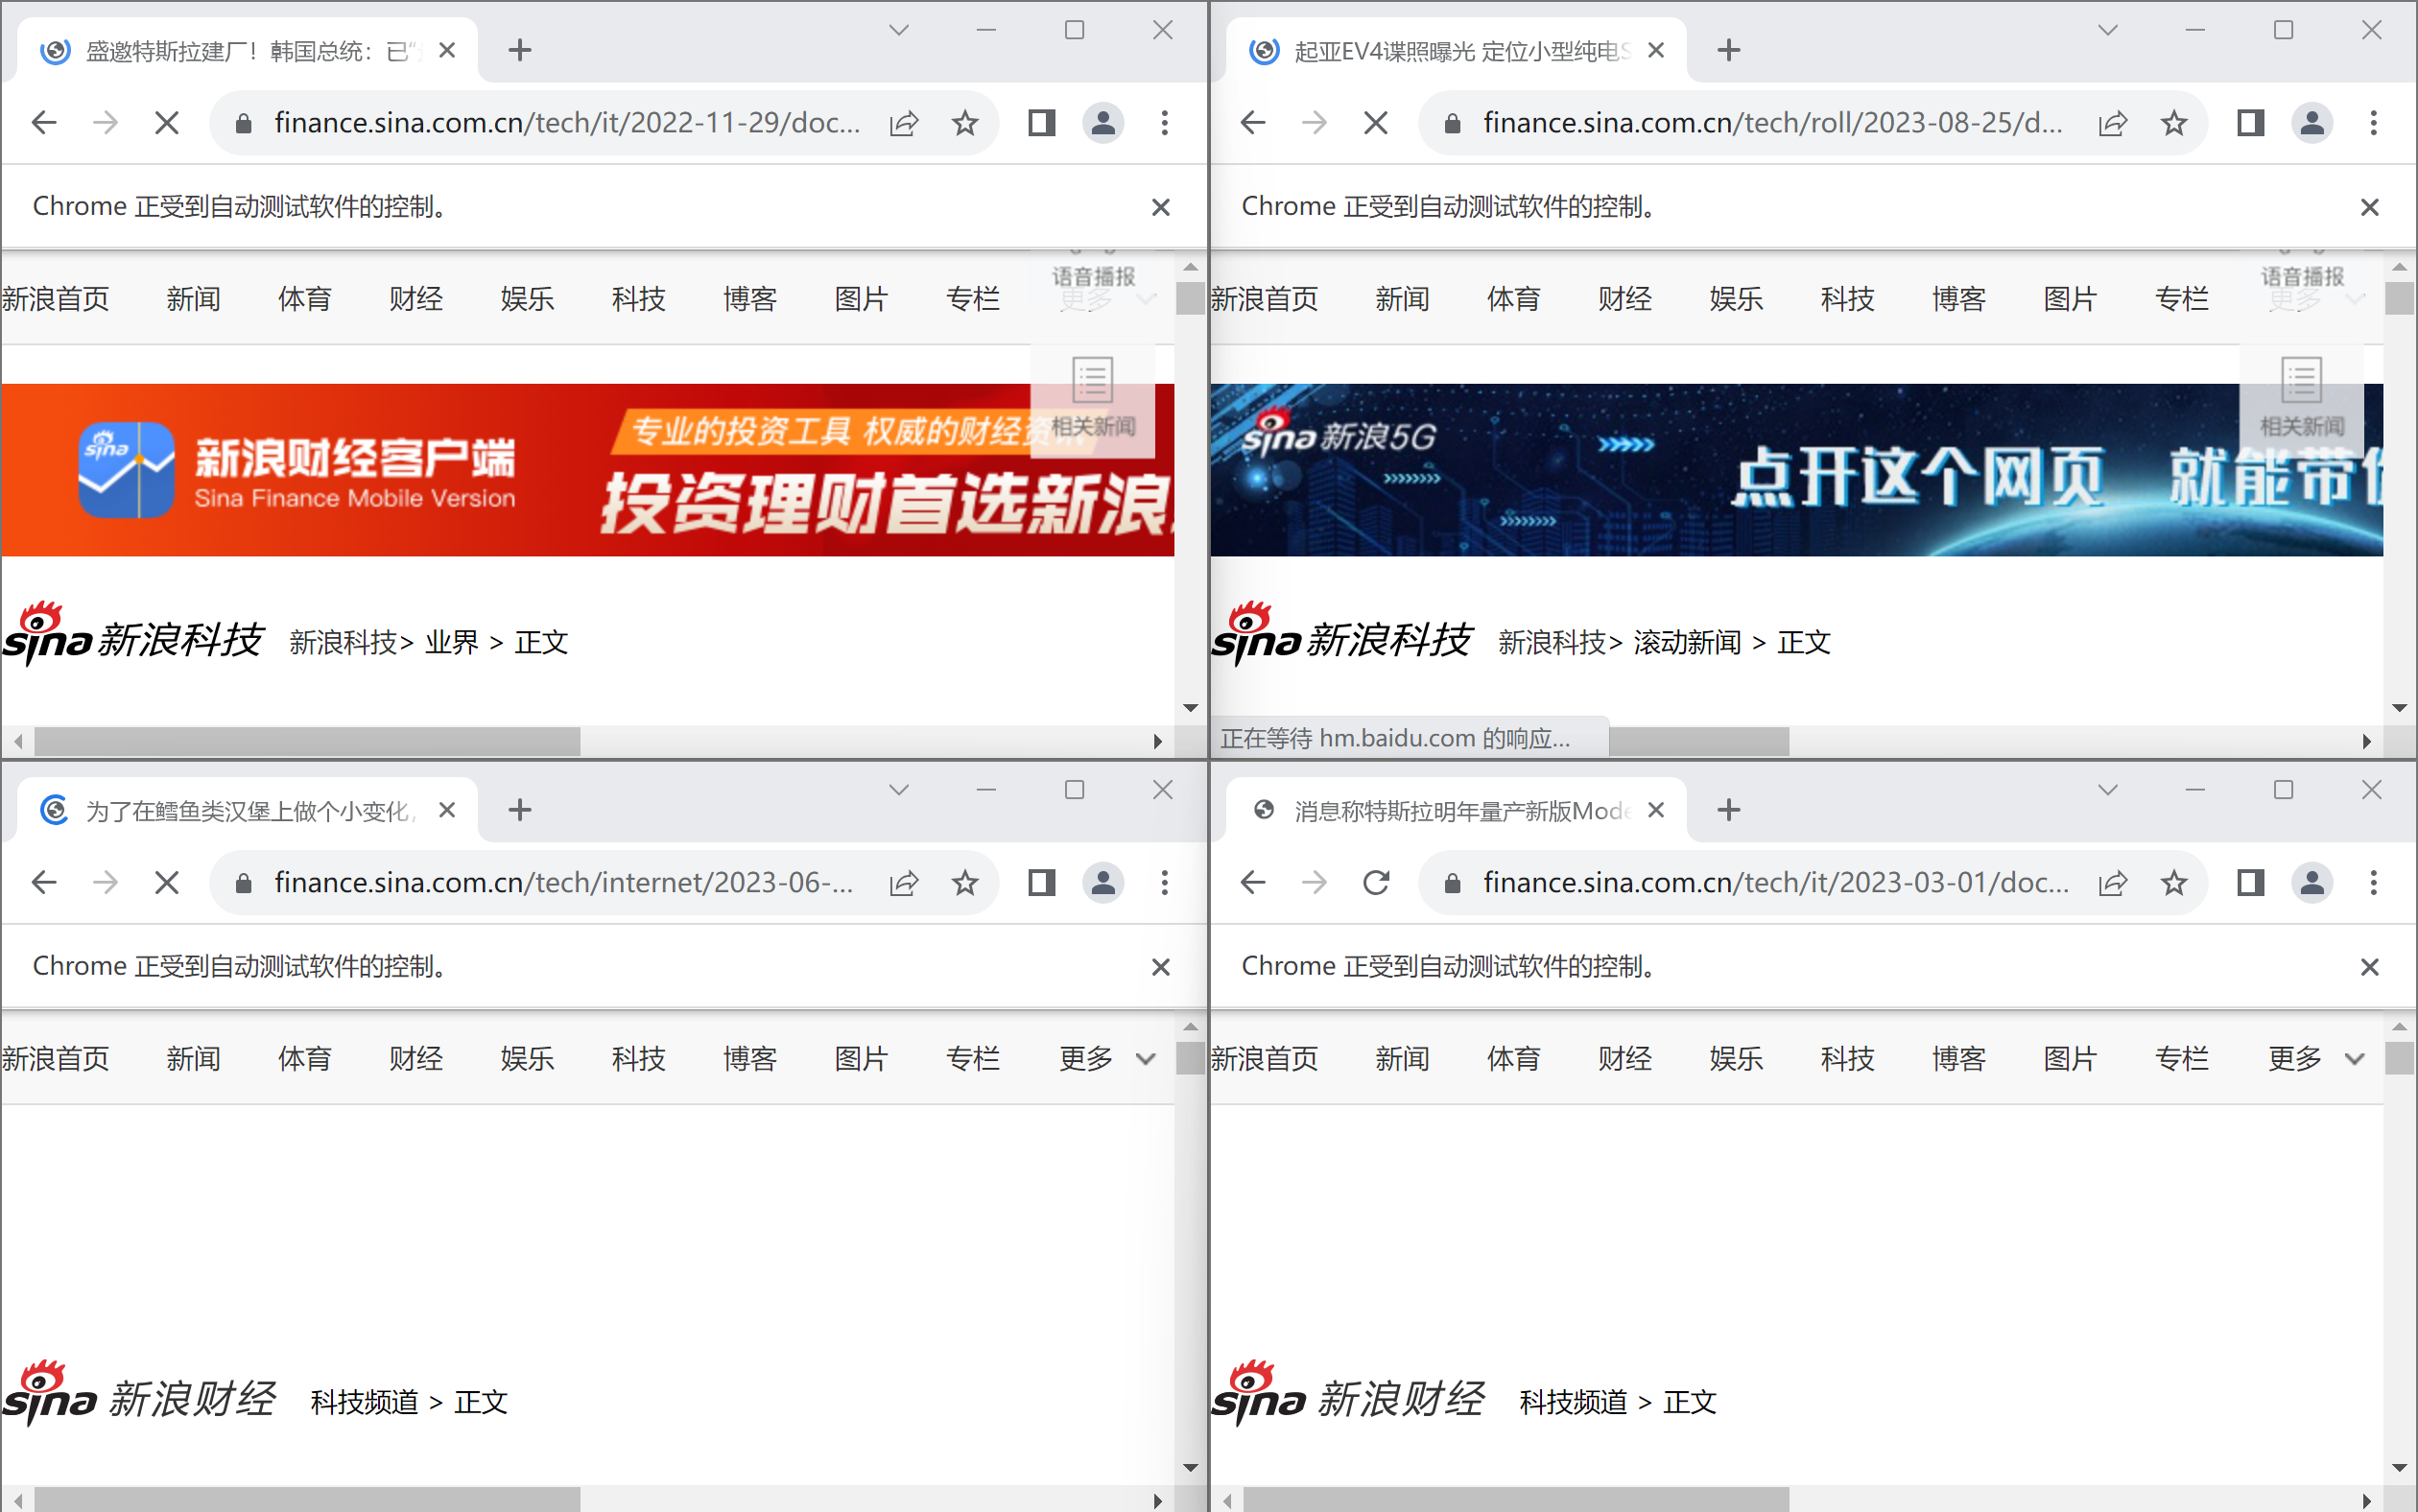 盛邀特斯拉建厂！韩国总统：已“
finance.sina.com.cn/tech/it/2022-11-29/doc...
Chrome 正受到自动测试软件的控制。
新浪首页 新闻 体育 财经 娱乐 科技 博客 图片 专栏 更多
语音播报
相关新闻
sina
新浪财经客户端
Sina Finance Mobile Version
专业的投资工具 权威的财经资
投资理财首选新浪
sina 新浪科技 新浪科技> 业界 > 正文
起亚EV4谍照曝光 定位小型纯电S
finance.sina.com.cn/tech/roll/2023-08-25/d...
Chrome 正受到自动测试软件的控制。
新浪首页 新闻 体育 财经 娱乐 科技 博客 图片 专栏 更多
语音播报
相关新闻
sina 新浪5G
点开这个网页 就能带
sina 新浪科技 新浪科技> 滚动新闻 > 正文
正在等待 hm.baidu.com 的响应...
为了在鳕鱼类汉堡上做个小变化，
finance.sina.com.cn/tech/internet/2023-06-...
Chrome 正受到自动测试软件的控制。
新浪首页 新闻 体育 财经 娱乐 科技 博客 图片 专栏 更多
sina 新浪财经 科技频道 > 正文
消息称特斯拉明年量产新版Mode
finance.sina.com.cn/tech/it/2023-03-01/doc...
Chrome 正受到自动测试软件的控制。
新浪首页 新闻 体育 财经 娱乐 科技 博客 图片 专栏 更多
sina 新浪财经 科技频道 > 正文